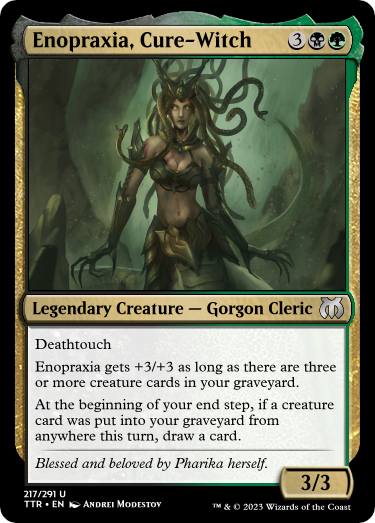 Enopraxia, Cure-Witch 3
Legendary Creature — Gorgon Cleric
Deathtouch
Enopraxia gets +3/+3 as long as there are three
or more creature cards in your graveyard.
At the beginning of your end step, if a creature
card was put into your graveyard from
anywhere this turn, draw a card.
Blessed and beloved by Pharika herself.
3/3
217/291 U
TTR • EN Andrei Modestov
™ & © 2023 Wizards of the Coast